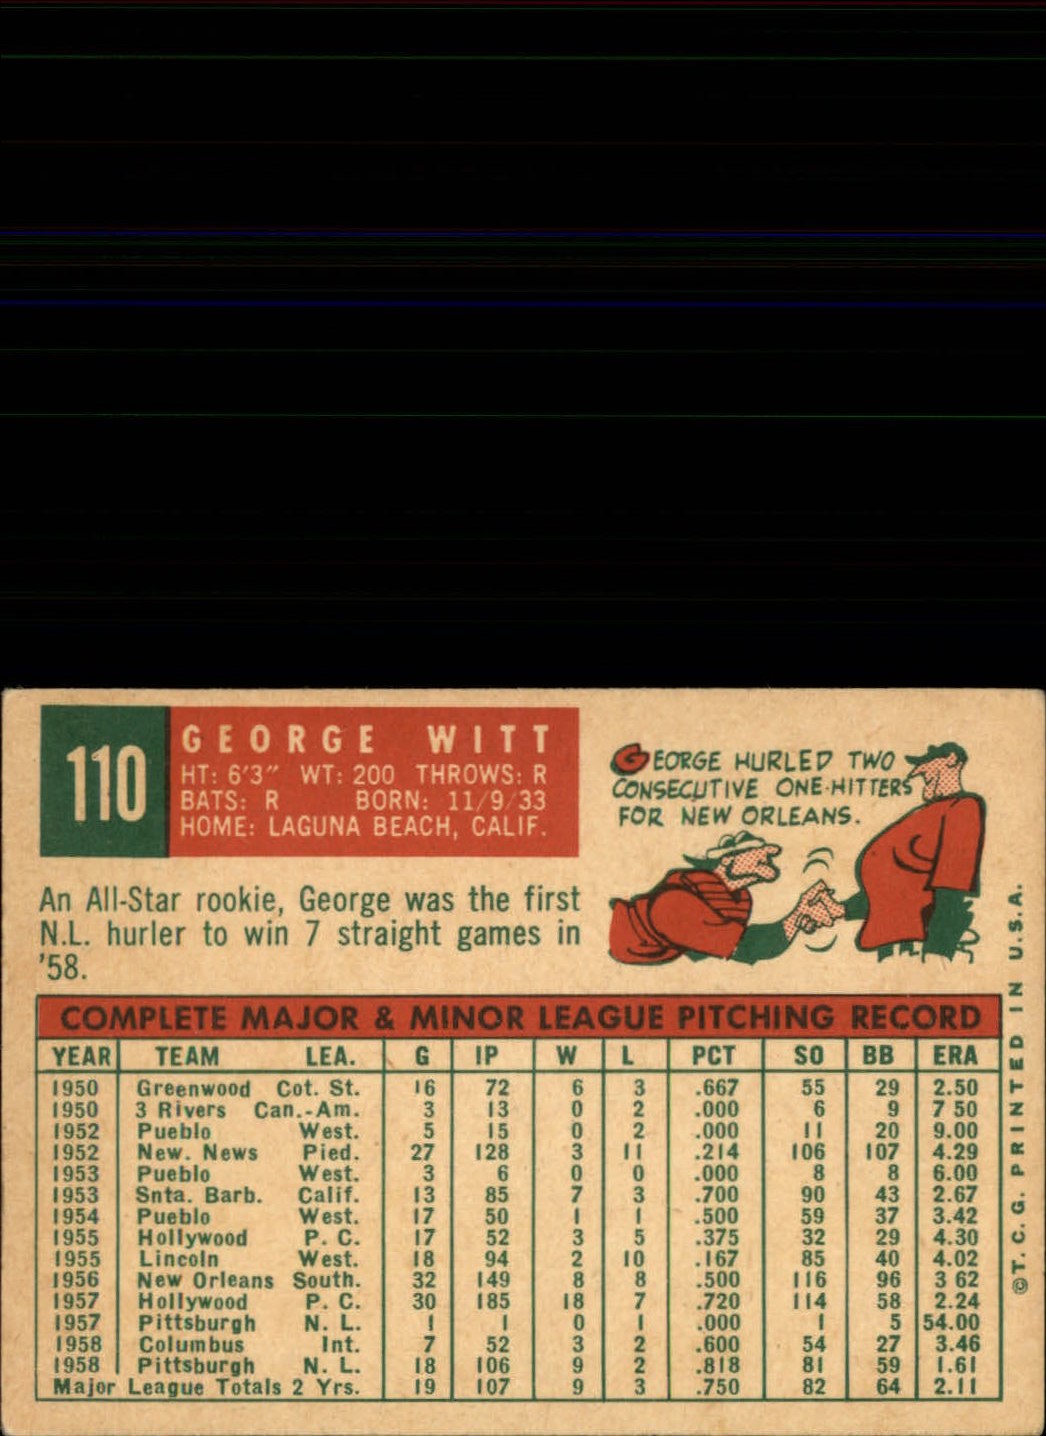 110
GEORGE WITT
HT: 6'3" WT: 200 THROWS: R
BATS: R BORN: 11/9/33
HOME: LAGUNA BEACH, CALIF.
GEORGE HURLED TWO
CONSECUTIVE ONE-HITTERS
FOR NEW ORLEANS.
An All-Star rookie, George was the first
N.L. hurler to win 7 straight games in
'58.
COMPLETE MAJOR & MINOR LEAGUE PITCHING RECORD
YEAR TEAM LEA. G IP W L PCT SO BB ERA
1950 Greenwood Cot. St. 16 72 6 3 .667 55 29 2.50
1950 3 Rivers Can.-Am. 3 13 0 2 .000 6 9 7 50
1952 Pueblo West. 5 15 0 2 .000 11 20 9.00
1952 New. News Pied. 27 128 3 11 .214 106 107 4.29
1953 Pueblo West. 3 6 0 0 .000 8 8 6.00
1953 Snta. Barb. Calif. 13 85 7 3 .700 90 43 2.67
1954 Pueblo West. 17 50 1 1 .500 59 37 3.42
1955 Hollywood P. C. 17 52 3 5 .375 32 29 4.30
1955 Lincoln West. 18 94 2 10 .167 85 40 4.02
1956 New Orleans South. 32 149 8 8 .500 116 96 3 62
1957 Hollywood P. C. 30 185 18 7 .720 114 58 2.24
1957 Pittsburgh N. L. 1 1 0 1 .000 1 5 54.00
1958 Columbus Int. 7 52 3 2 .600 54 27 3.46
1958 Pittsburgh N. L. 18 106 9 2 .818 81 59 1.61
Major League Totals 2 Yrs. 19 107 9 3 .750 82 64 2.11
©T. C. G. PRINTED IN U.S.A.